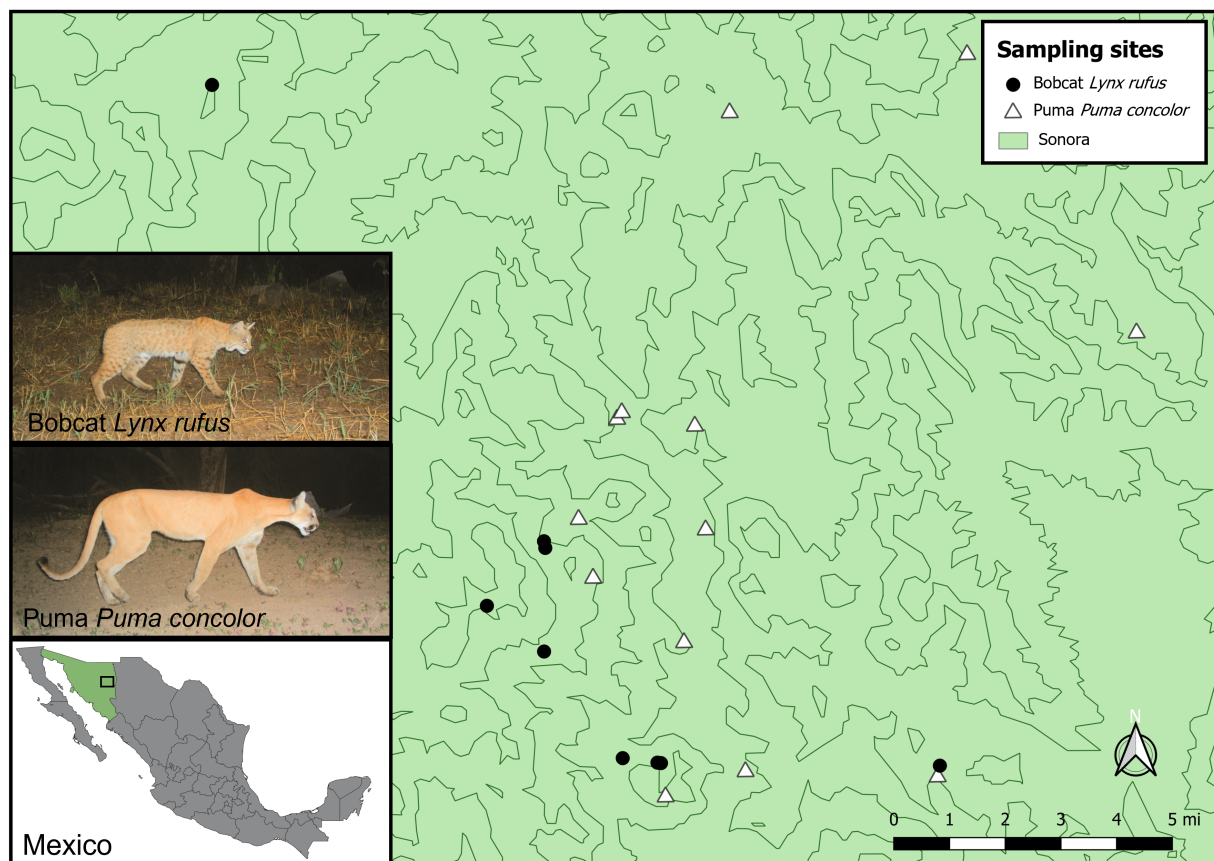 Sampling sites
Bobcat Lynx rufus
Puma Puma concolor
Sonora
Bobcat Lynx rufus
Puma Puma concolor
Mexico
N
0 1 2 3 4 5 mi